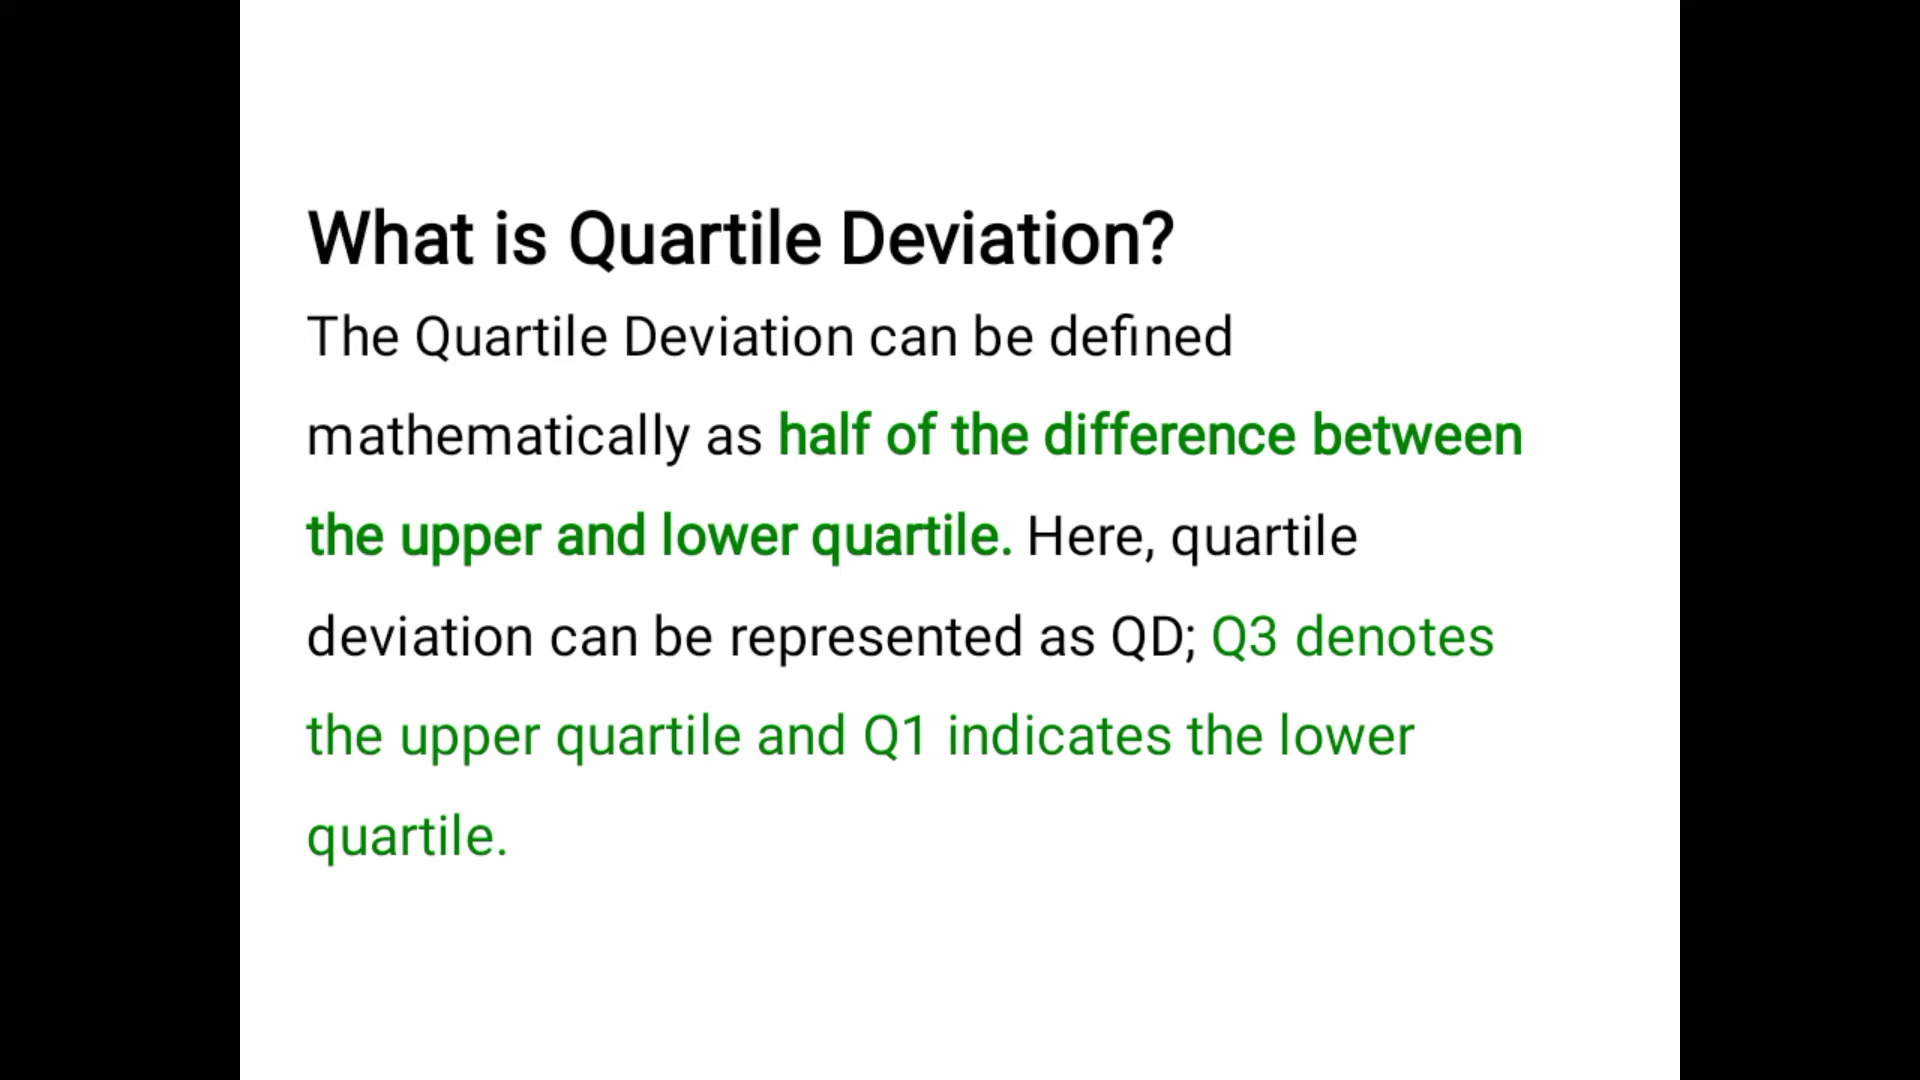 What is Quartile Deviation?
The Quartile Deviation can be defined
mathematically as half of the difference between
the upper and lower quartile. Here, quartile
deviation can be represented as QD; Q3 denotes
the upper quartile and Q1 indicates the lower
quartile.